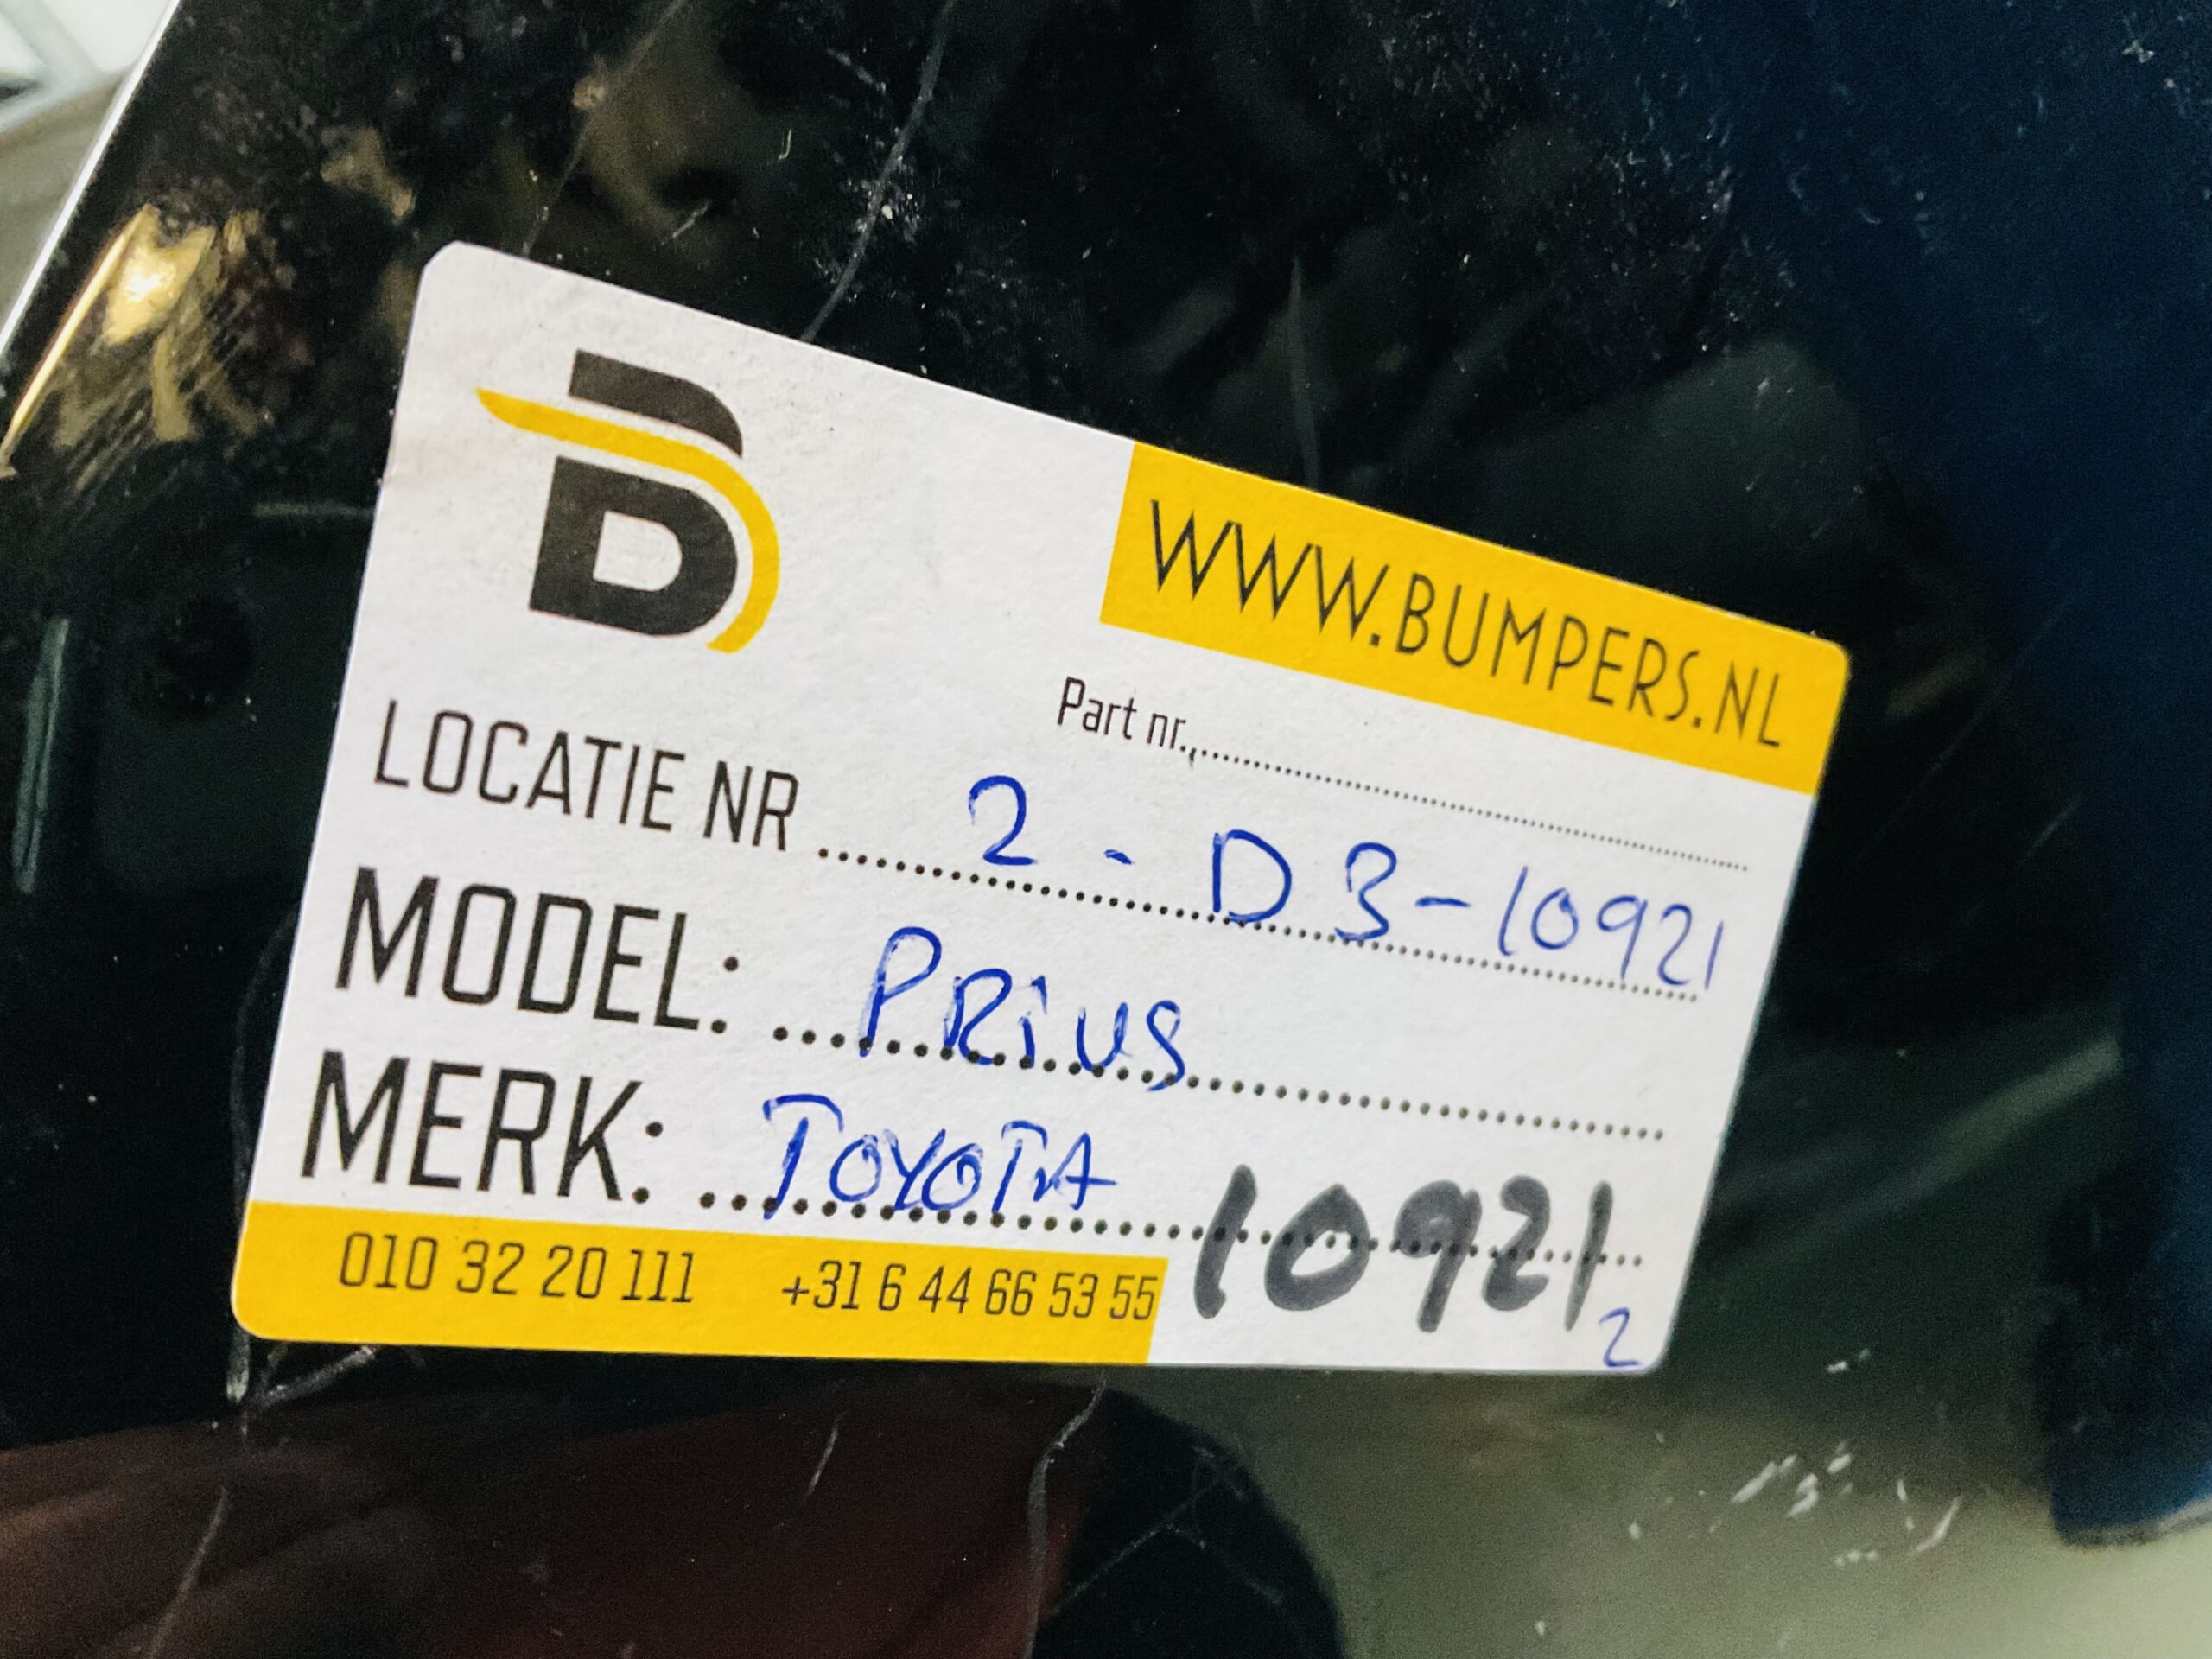 B
WWW.BUMPERS.NL
Part nr.
LOCATIE NR 2 - D3-10921
MODEL: PRiUS
MERK: TOYOTA
10921
2
010 32 20 111 +31 6 44 66 53 55